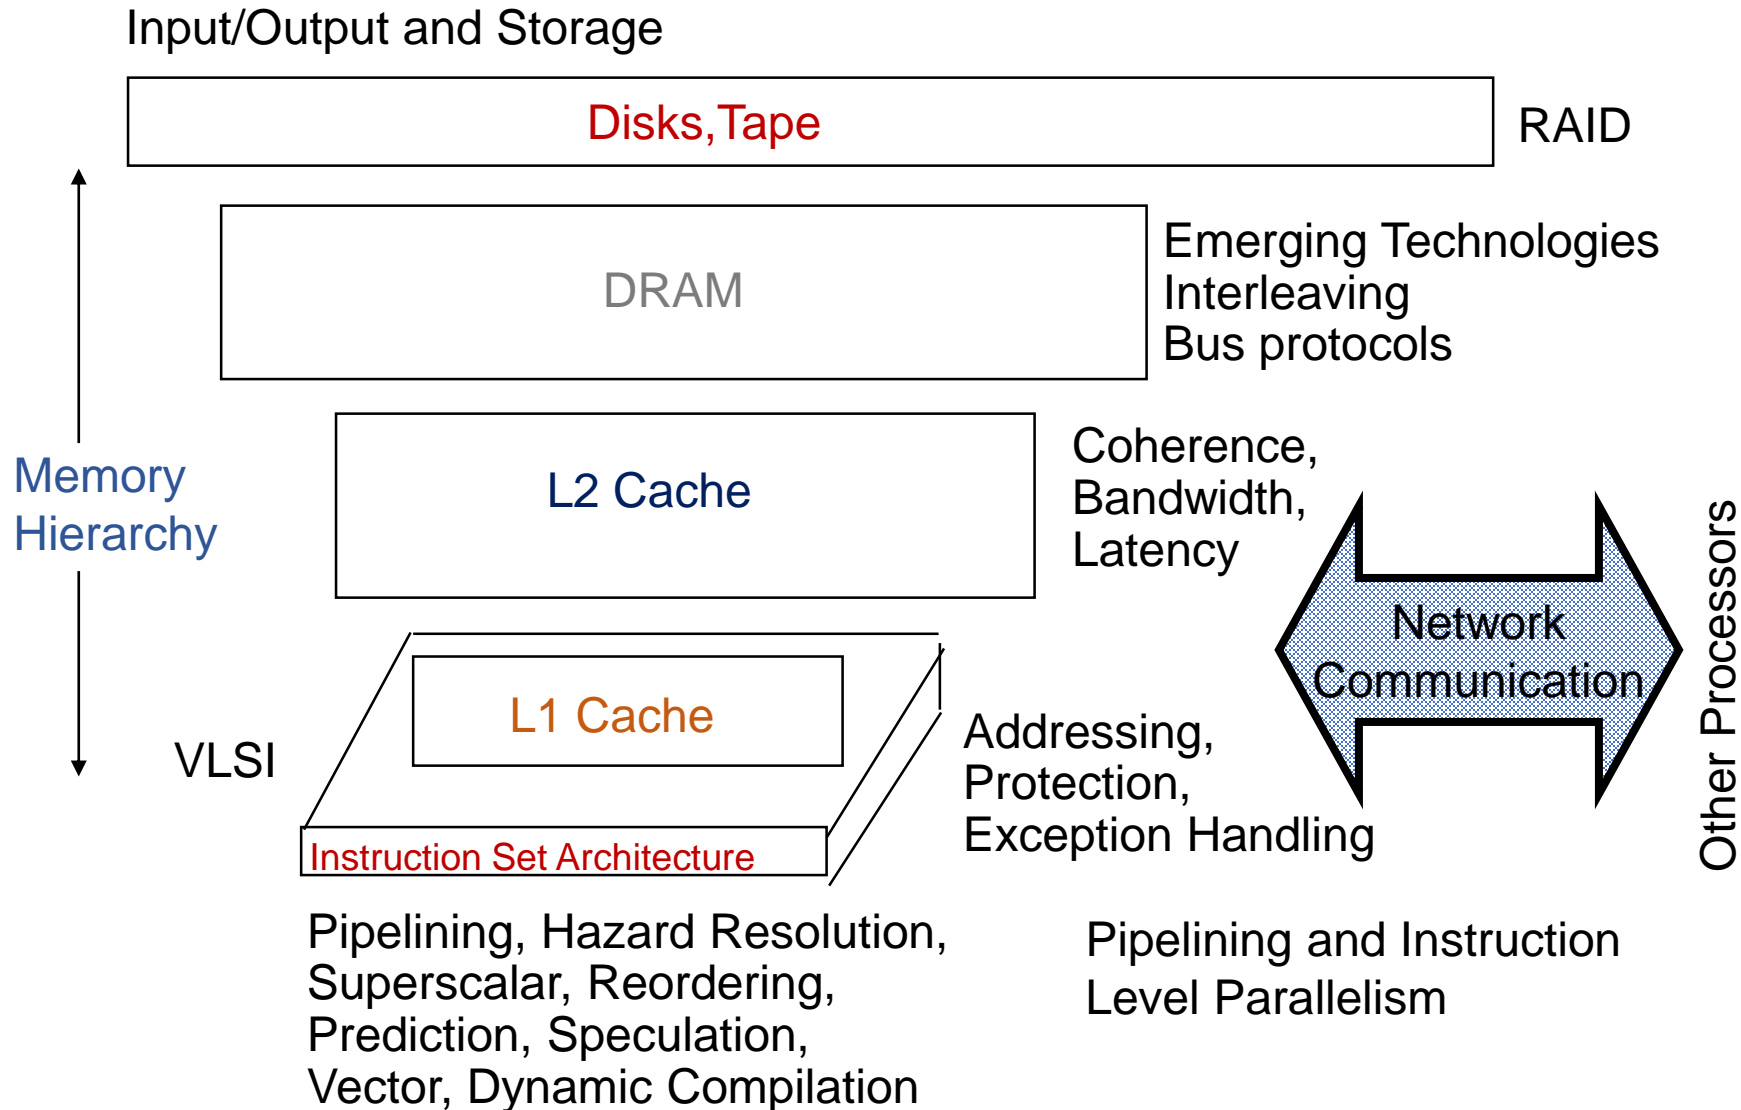 Input/Output and Storage
Disks,Tape
RAID
DRAM
Emerging Technologies
Interleaving
Bus protocols
Memory
Hierarchy
L2 Cache
Coherence,
Bandwidth,
Latency
Network
Communication
Other Processors
L1 Cache
VLSI
Addressing,
Protection,
Exception Handling
Instruction Set Architecture
Pipelining, Hazard Resolution,
Superscalar, Reordering,
Prediction, Speculation,
Vector, Dynamic Compilation
Pipelining and Instruction
Level Parallelism